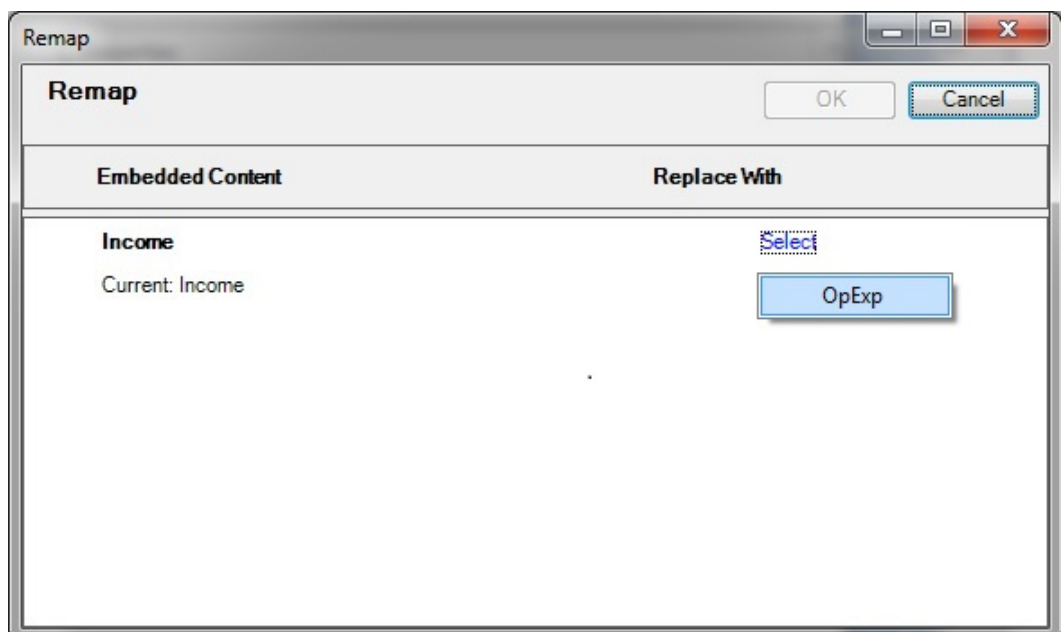 Remap
Remap
OK Cancel
Embedded Content Replace With
Income Select
Current: Income
OpExp